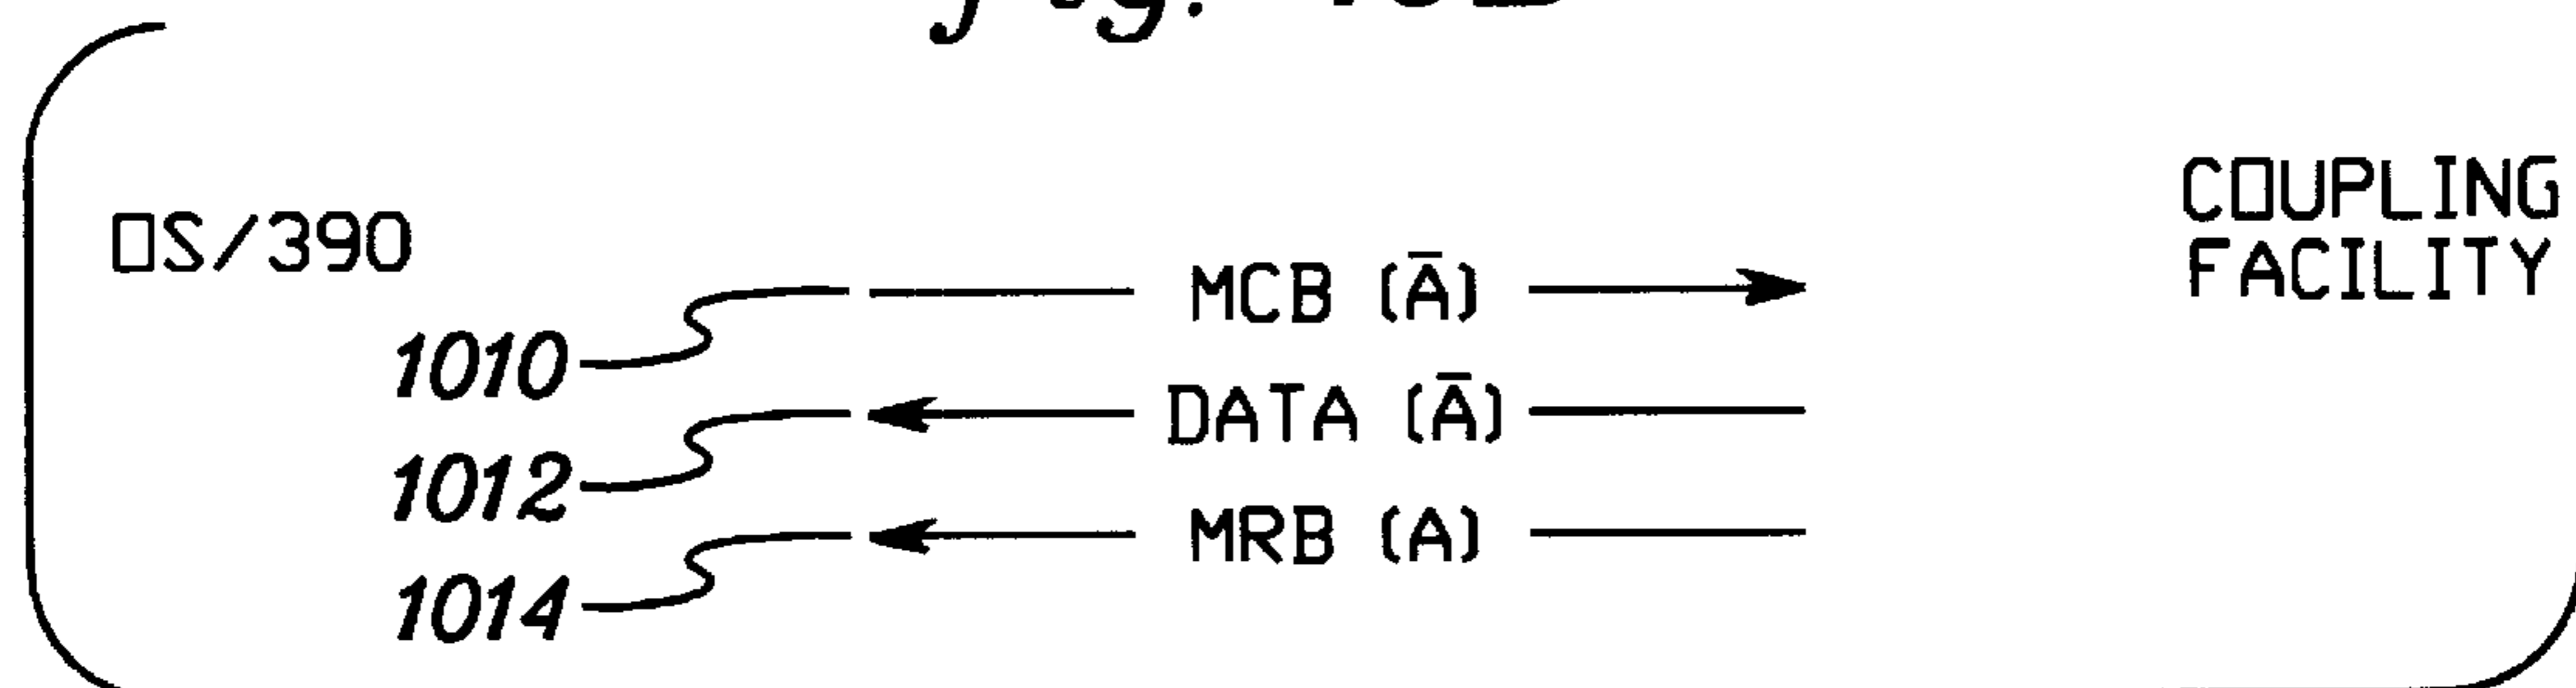 OS/390
COUPLING
FACILITY
1010
MCB (Ā)
1012
DATA (Ā)
1014
MRB (A)